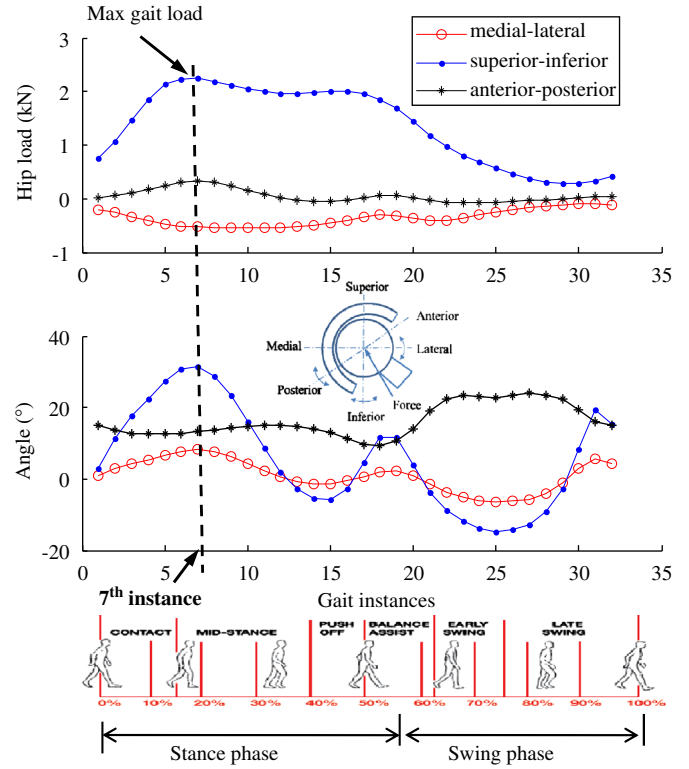 Max gait load
medial-lateral
superior-inferior
anterior-posterior
Hip load (kN)
3
2
1
0
-1
0 5 10 15 20 25 30 35
Superior
Anterior
Medial
Lateral
Posterior
Inferior
Force
Angle (°)
40
20
0
-20
0 5 10 15 20 25 30 35
7th instance
Gait instances
CONTACT MID-STANCE PUSH OFF BALANCE ASSIST EARLY SWING LATE SWING
0% 10% 20% 30% 40% 50% 60% 70% 80% 90% 100%
Stance phase Swing phase